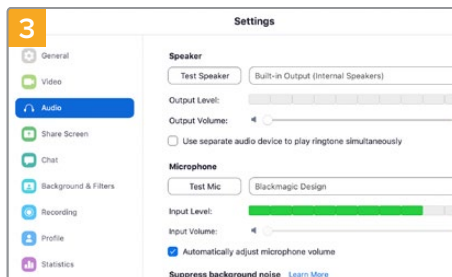 3
Settings
General
Video
Audio
Share Screen
Chat
Background & Filters
Recording
Profile
Statistics
Speaker
Test Speaker
Built-in Output (Internal Speakers)
Output Level:
Output Volume:
Use separate audio device to play ringtone simultaneously
Microphone
Test Mic
Blackmagic Design
Input Level:
Input Volume:
Automatically adjust microphone volume
Suppress background noise Learn More